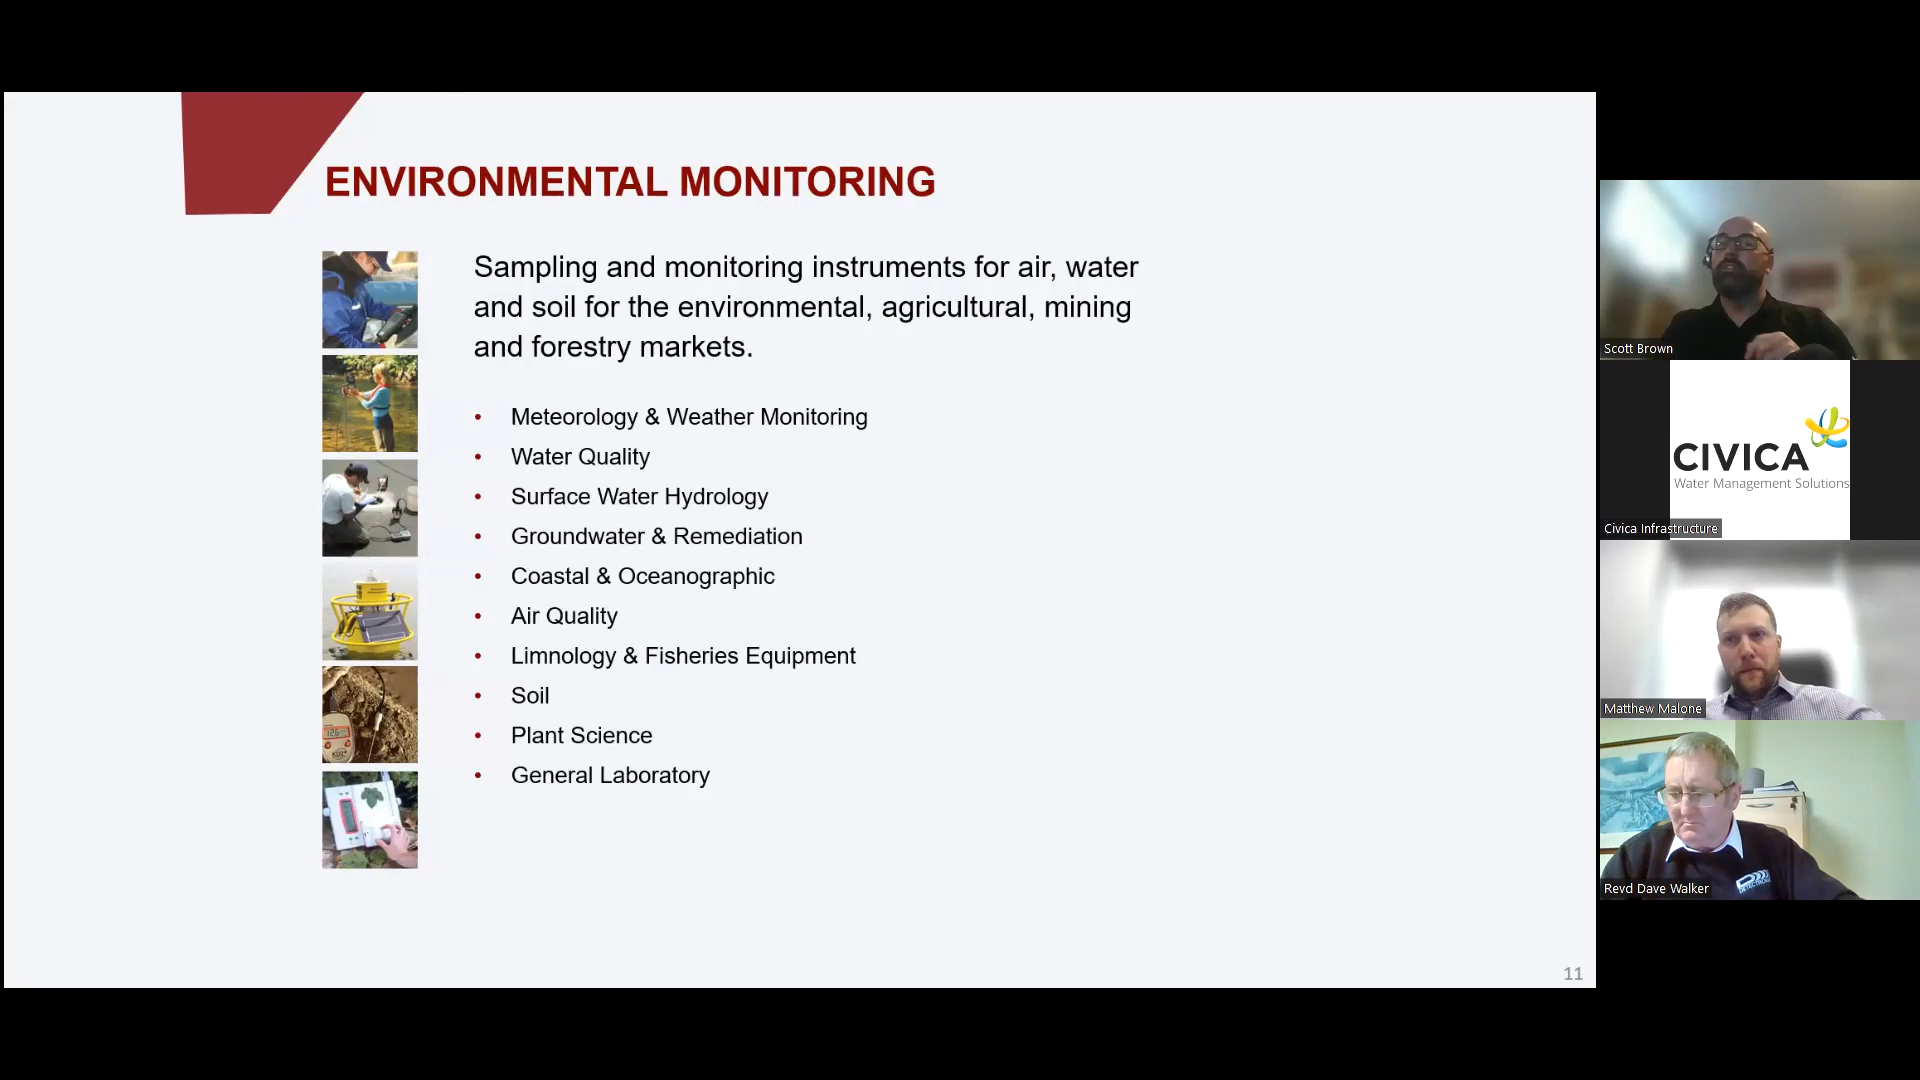 ENVIRONMENTAL MONITORING
Sampling and monitoring instruments for air, water
and soil for the environmental, agricultural, mining
and forestry markets.
• Meteorology & Weather Monitoring
• Water Quality
• Surface Water Hydrology
• Groundwater & Remediation
• Coastal & Oceanographic
• Air Quality
• Limnology & Fisheries Equipment
• Soil
• Plant Science
• General Laboratory
11
Scott Brown
CIVICA
Water Management Solutions
Civica Infrastructure
Matthew Malone
Revd Dave Walker